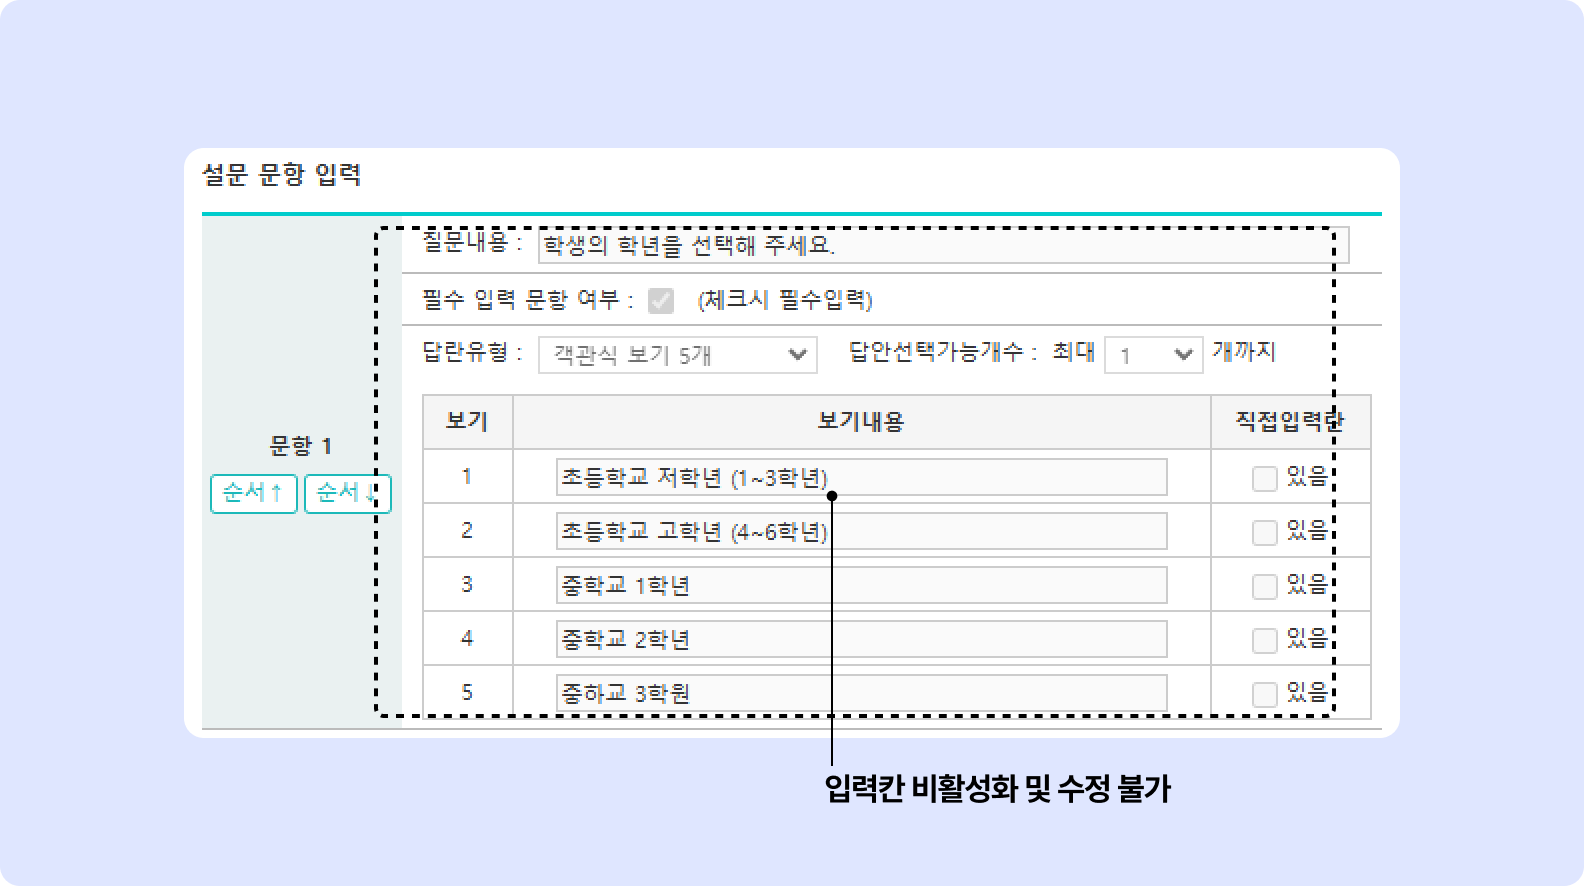 설문 문항 입력
질문내용 : 학생의 학년을 선택해 주세요.
필수 입력 문항 여부 : (체크시 필수입력)
답란유형 : 객관식 보기 5개 답안선택가능개수 : 최대 1 개까지
문항 1
순서↑ 순서↓
보기 보기내용 직접입력란
1 초등학교 저학년 (1~3학년) 있음
2 초등학교 고학년 (4~6학년) 있음
3 중학교 1학년 있음
4 중학교 2학년 있음
5 중하교 3학원 있음
입력칸 비활성화 및 수정 불가